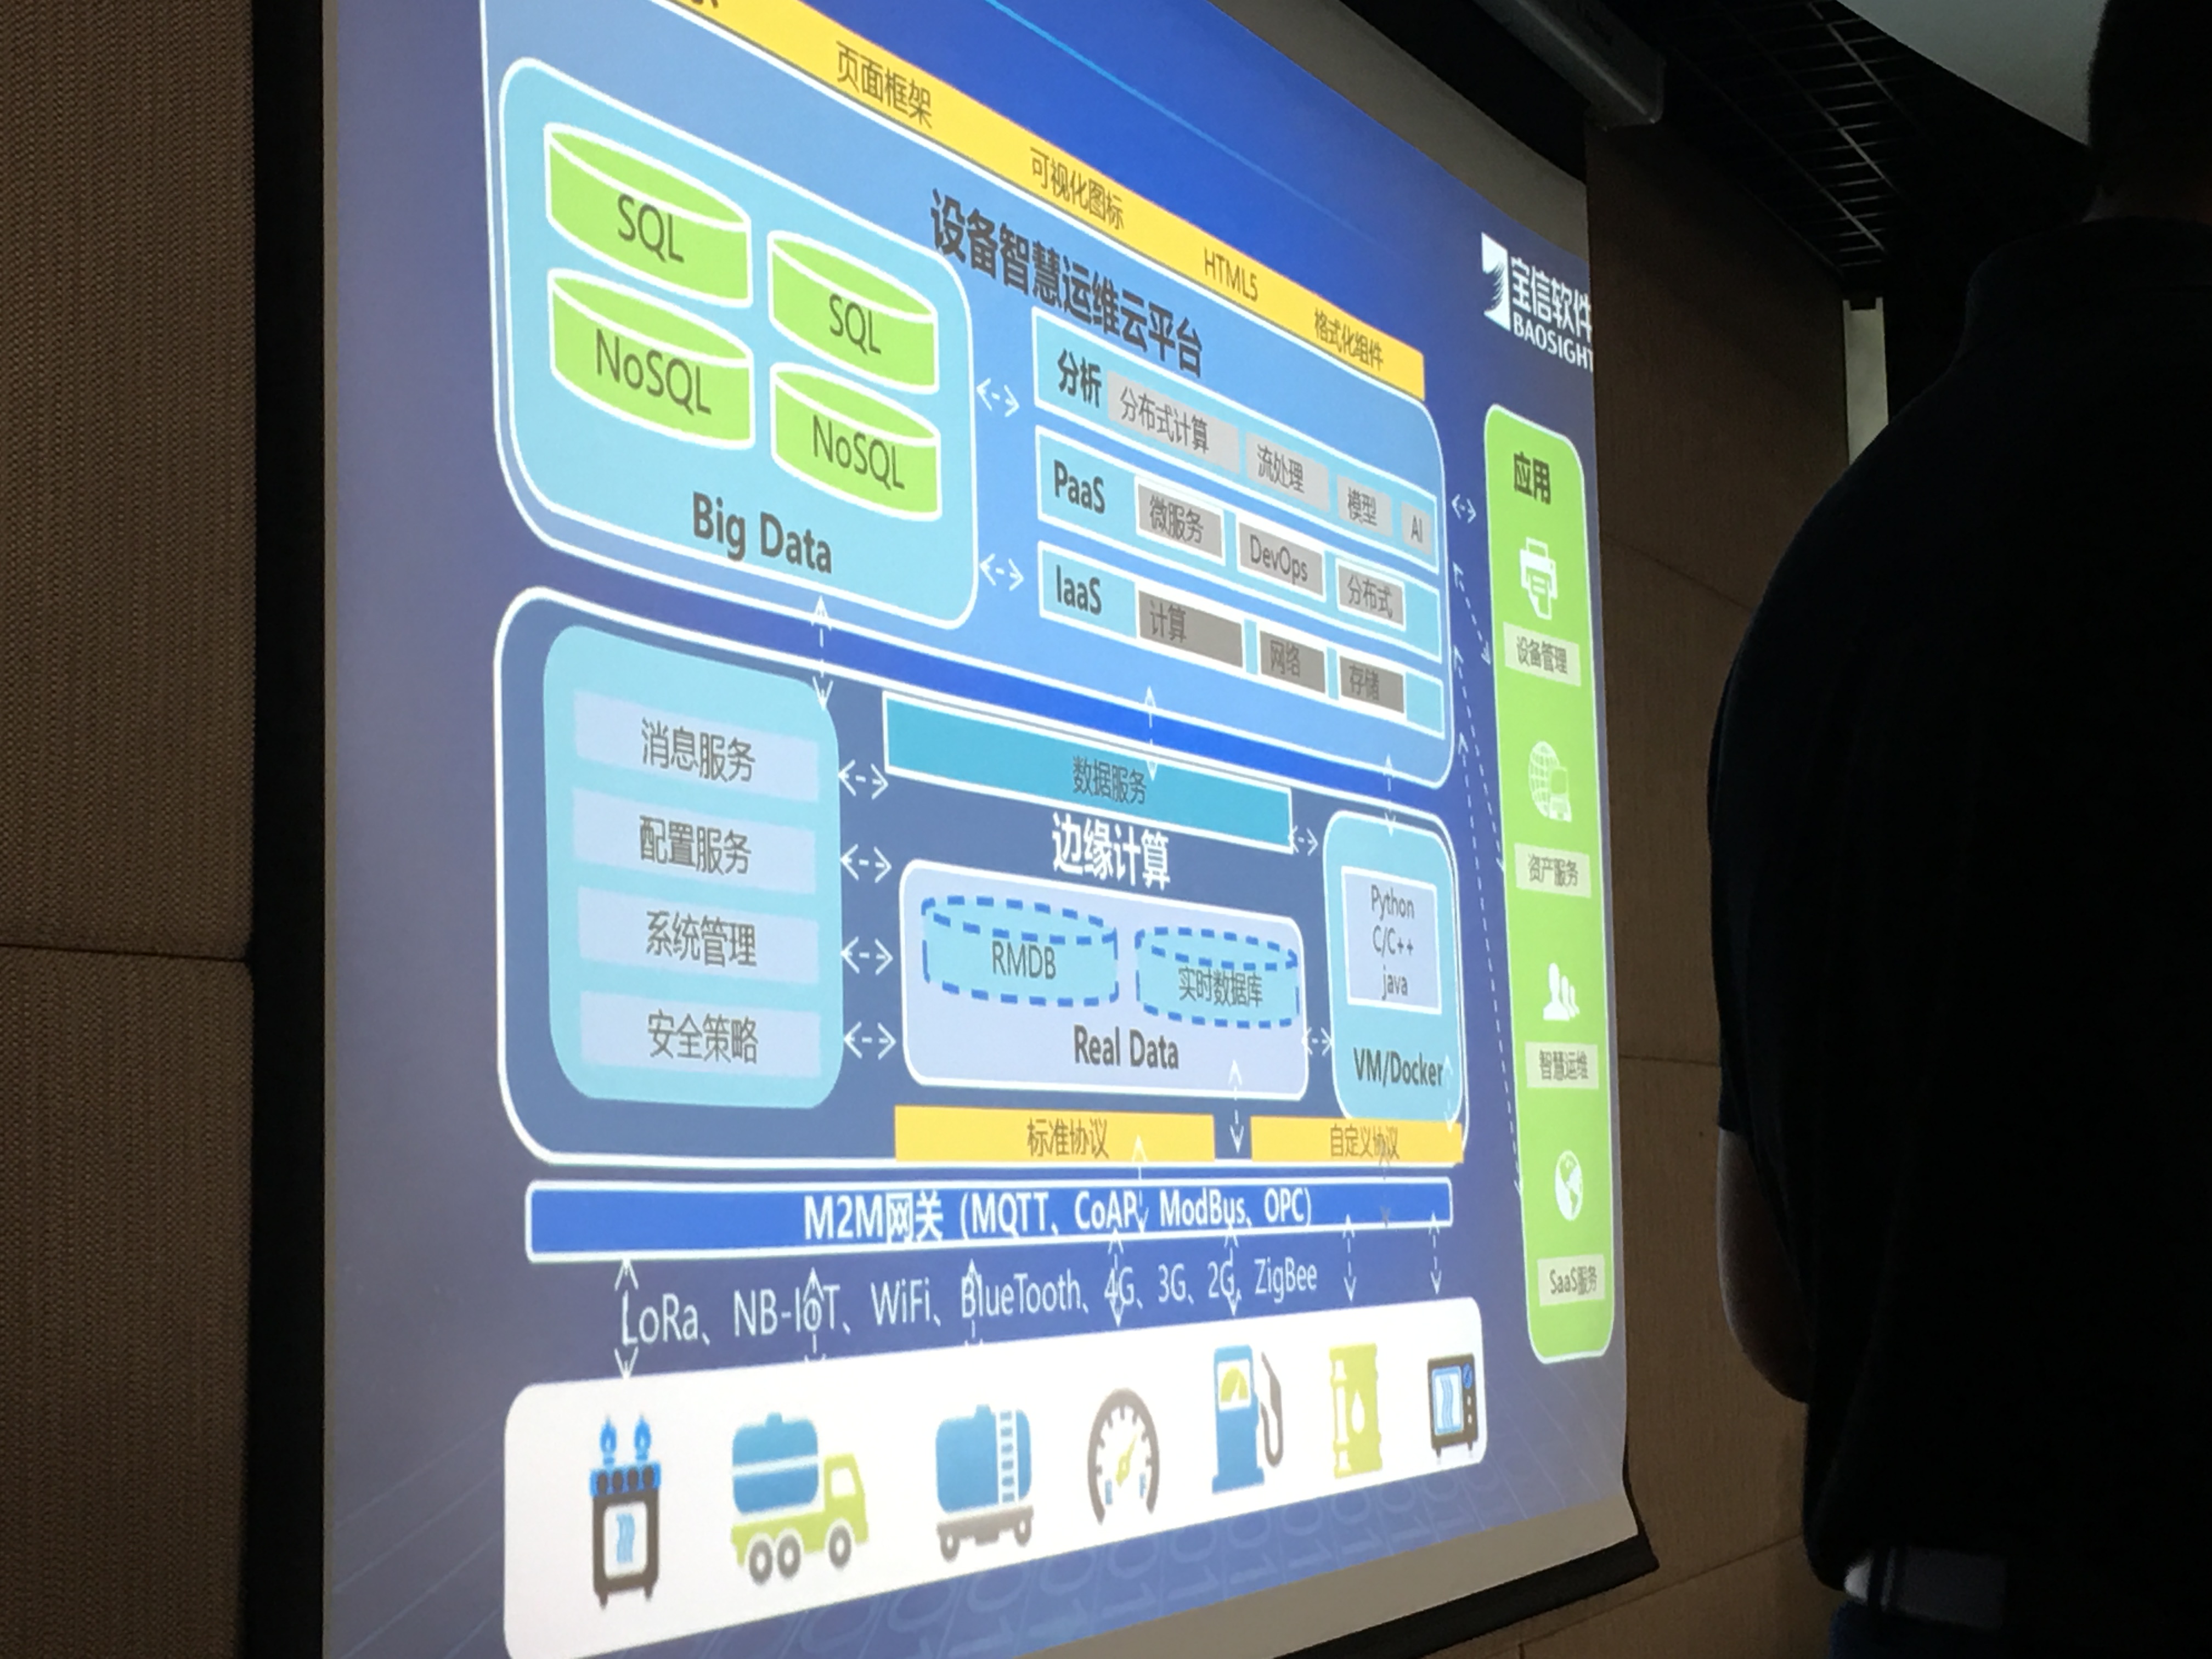 页面框架
可视化图标
HTML5
格式化组件
宝信软件
BAOSIGHT
设备智慧运维云平台
SQL
SQL
NoSQL
NoSQL
Big Data
分析 分布式计算 流处理 模型 AI
PaaS 微服务 DevOps 分布式
IaaS 计算 网络 存储
应用
设备管理
资产服务
智慧运维
SaaS服务
消息服务
配置服务
系统管理
安全策略
数据服务
边缘计算
RMDB
实时数据库
Real Data
Python
C/C++
java
VM/Docker
标准协议
自定义协议
M2M网关（MQTT、CoAP、ModBus、OPC）
LoRa、NB-IoT、WiFi、BlueTooth、4G、3G、2G、ZigBee